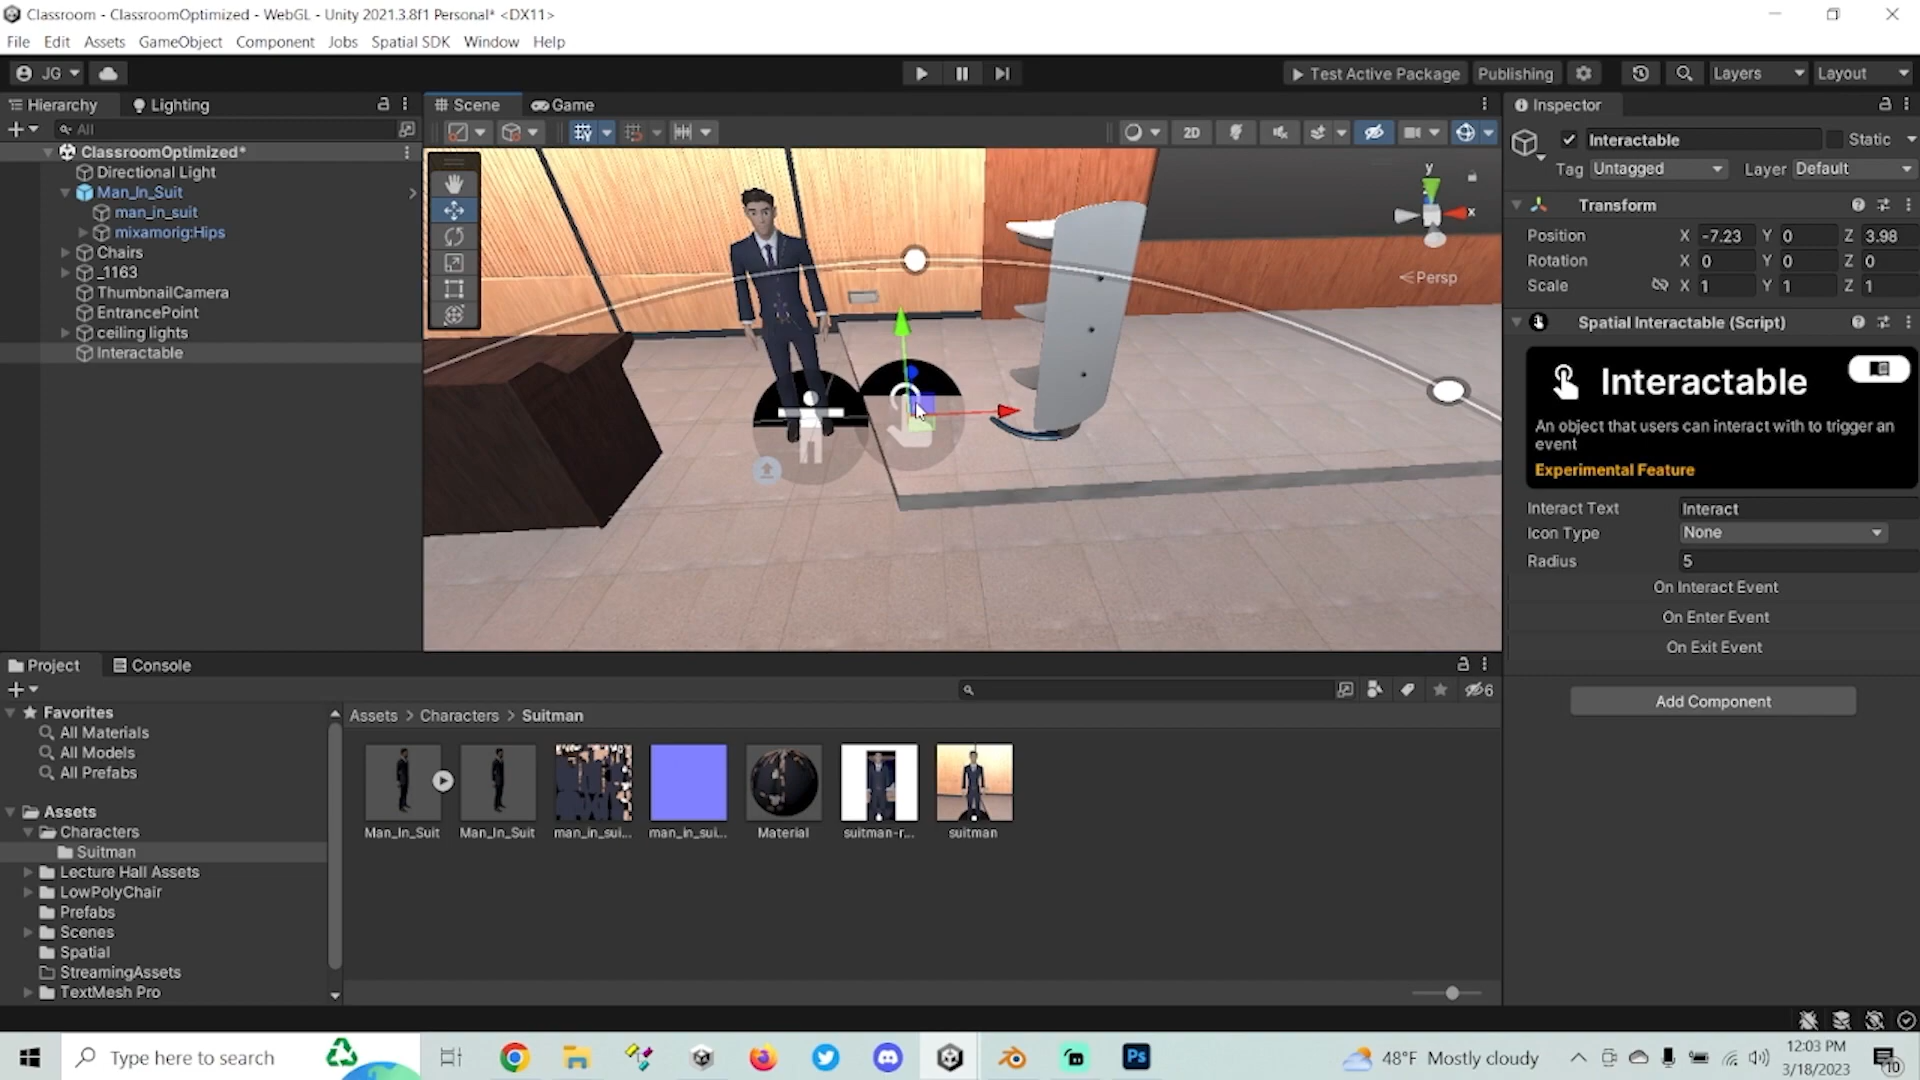 Classroom - ClassroomOptimized - WebGL - Unity 2021.3.8f1 Personal* <DX11>
File Edit Assets GameObject Component Jobs Spatial SDK Window Help
JG
Test Active Package Publishing Layers Layout
Hierarchy Lighting
All
ClassroomOptimized*
Directional Light
Man_In_Suit
man_in_suit
mixamorig:Hips
Chairs
_1163
ThumbnailCamera
EntrancePoint
ceiling lights
Interactable
Scene Game
2D
y
x
Persp
Inspector
Interactable Static
Tag Untagged Layer Default
Transform
Position X -7.23 Y 0 Z 3.98
Rotation X 0 Y 0 Z 0
Scale X 1 Y 1 Z 1
Spatial Interactable (Script)
Interactable
An object that users can interact with to trigger an
event
Experimental Feature
Interact Text Interact
Icon Type None
Radius 5
On Interact Event
On Enter Event
On Exit Event
Add Component
Project Console
6
Favorites
All Materials
All Models
All Prefabs
Assets
Characters
Suitman
Lecture Hall Assets
LowPolyChair
Prefabs
Scenes
Spatial
StreamingAssets
TextMesh Pro
Assets > Characters > Suitman
Man_In_Suit Man_In_Suit man_in_sui... man_in_sui... Material suitman-r... suitman
Type here to search
Ps
48°F Mostly cloudy
12:03 PM
3/18/2023
10